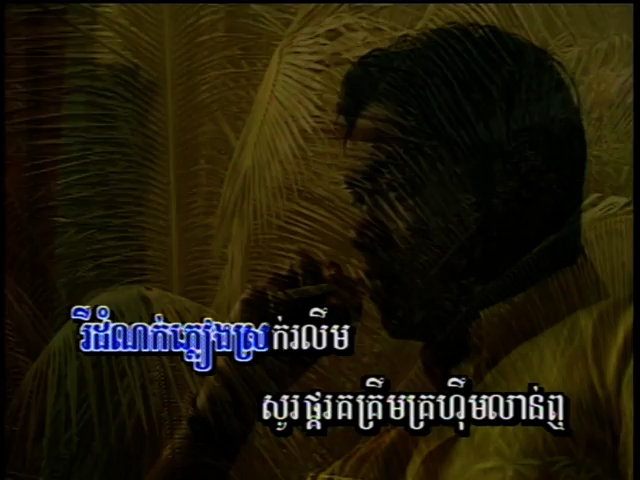 រីដំណក់ភ្លៀងស្រក់រលឹម
សូរផ្គរគគ្រឹមគ្រហ៊ឹមលាន់ឮ